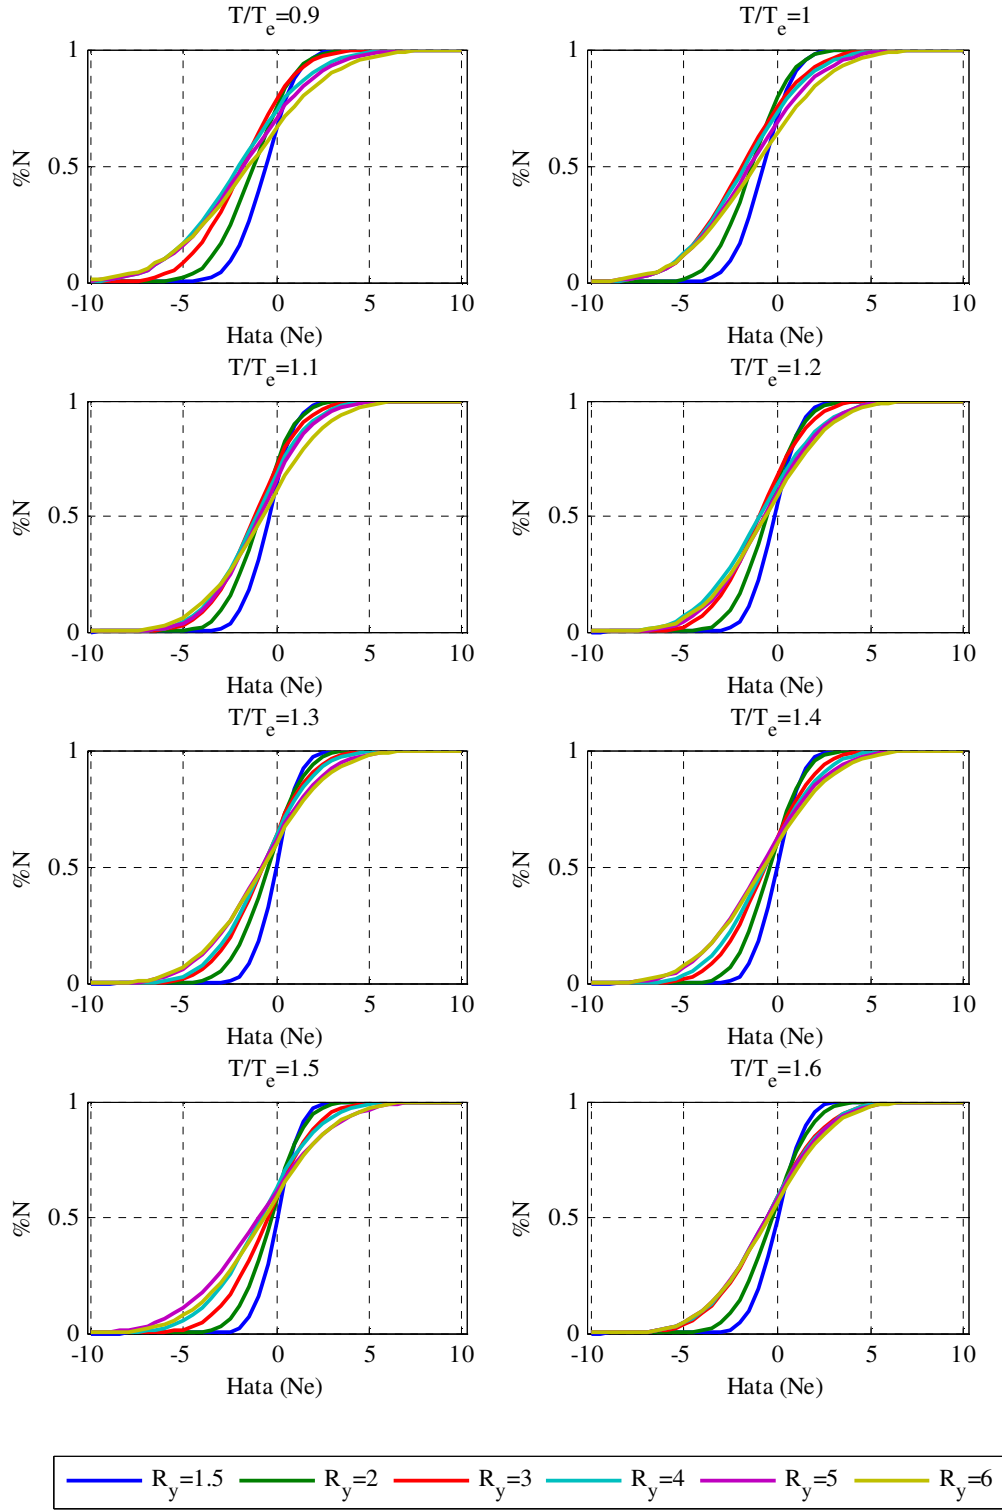 T/Te=0.9
T/Te=1
1
0.5
0
%N
-10 -5 0 5 10
Hata (Ne)
1
0.5
0
%N
-10 -5 0 5 10
Hata (Ne)
T/Te=1.1
T/Te=1.2
1
0.5
0
%N
-10 -5 0 5 10
Hata (Ne)
1
0.5
0
%N
-10 -5 0 5 10
Hata (Ne)
T/Te=1.3
T/Te=1.4
1
0.5
0
%N
-10 -5 0 5 10
Hata (Ne)
1
0.5
0
%N
-10 -5 0 5 10
Hata (Ne)
T/Te=1.5
T/Te=1.6
1
0.5
0
%N
-10 -5 0 5 10
Hata (Ne)
1
0.5
0
%N
-10 -5 0 5 10
Hata (Ne)
Ry=1.5 Ry=2 Ry=3 Ry=4 Ry=5 Ry=6